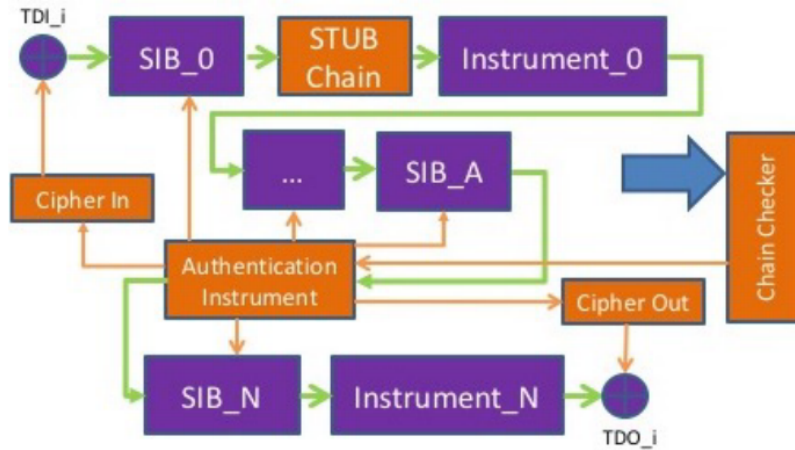 TDI_i
SIB_0
STUB
Chain
Instrument_0
...
SIB_A
Cipher In
Chain Checker
Authentication
Instrument
Cipher Out
SIB_N
Instrument_N
TDO_i